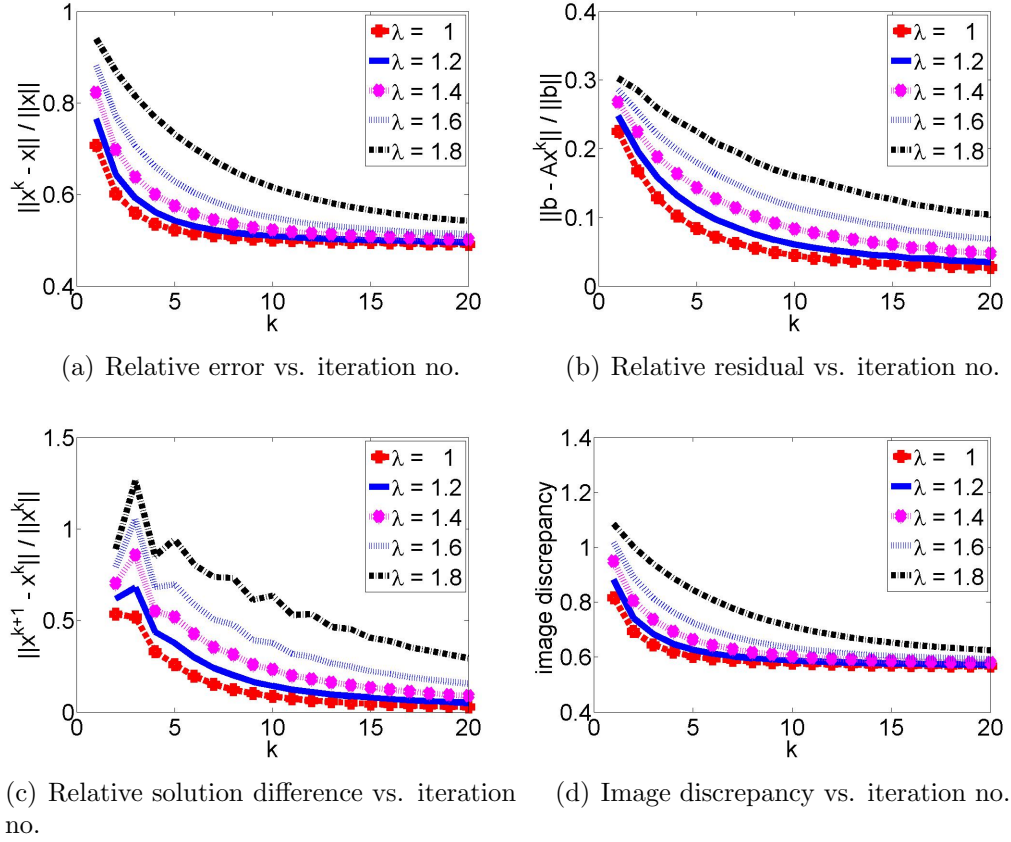 1
0.8
0.6
0.4
0
5
10
15
20
k
||x^k - x|| / ||x||
λ = 1
λ = 1.2
λ = 1.4
λ = 1.6
λ = 1.8
(a) Relative error vs. iteration no.
0.4
0.3
0.2
0.1
0
0
5
10
15
20
k
||b - Ax^k|| / ||b||
λ = 1
λ = 1.2
λ = 1.4
λ = 1.6
λ = 1.8
(b) Relative residual vs. iteration no.
1.5
1
0.5
0
0
5
10
15
20
k
||x^{k+1} - x^k|| / ||x^k||
λ = 1
λ = 1.2
λ = 1.4
λ = 1.6
λ = 1.8
(c) Relative solution difference vs. iteration
no.
1.4
1.2
1
0.8
0.6
0.4
0
5
10
15
20
k
image discrepancy
λ = 1
λ = 1.2
λ = 1.4
λ = 1.6
λ = 1.8
(d) Image discrepancy vs. iteration no.